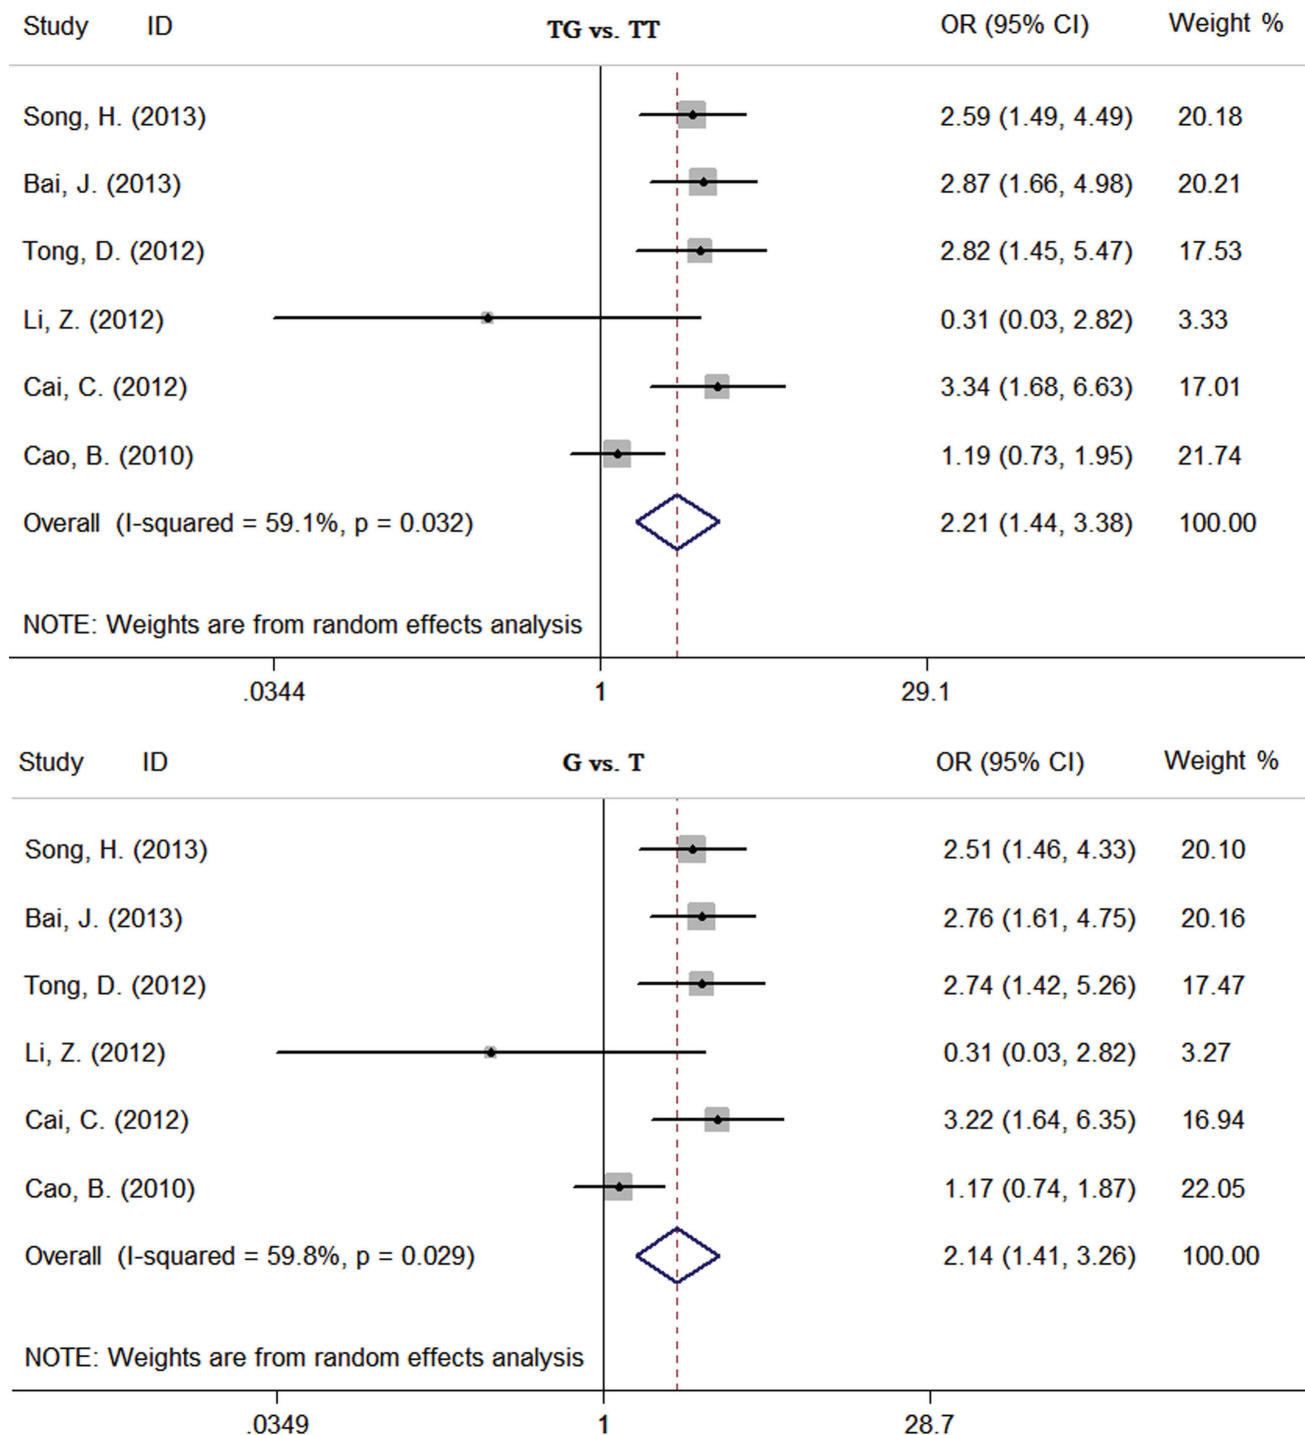 Study ID TG vs. TT OR (95% CI) Weight %
Song, H. (2013) 2.59 (1.49, 4.49) 20.18
Bai, J. (2013) 2.87 (1.66, 4.98) 20.21
Tong, D. (2012) 2.82 (1.45, 5.47) 17.53
Li, Z. (2012) 0.31 (0.03, 2.82) 3.33
Cai, C. (2012) 3.34 (1.68, 6.63) 17.01
Cao, B. (2010) 1.19 (0.73, 1.95) 21.74
Overall (I-squared = 59.1%, p = 0.032) 2.21 (1.44, 3.38) 100.00
NOTE: Weights are from random effects analysis
.0344 1 29.1
Study ID G vs. T OR (95% CI) Weight %
Song, H. (2013) 2.51 (1.46, 4.33) 20.10
Bai, J. (2013) 2.76 (1.61, 4.75) 20.16
Tong, D. (2012) 2.74 (1.42, 5.26) 17.47
Li, Z. (2012) 0.31 (0.03, 2.82) 3.27
Cai, C. (2012) 3.22 (1.64, 6.35) 16.94
Cao, B. (2010) 1.17 (0.74, 1.87) 22.05
Overall (I-squared = 59.8%, p = 0.029) 2.14 (1.41, 3.26) 100.00
NOTE: Weights are from random effects analysis
.0349 1 28.7